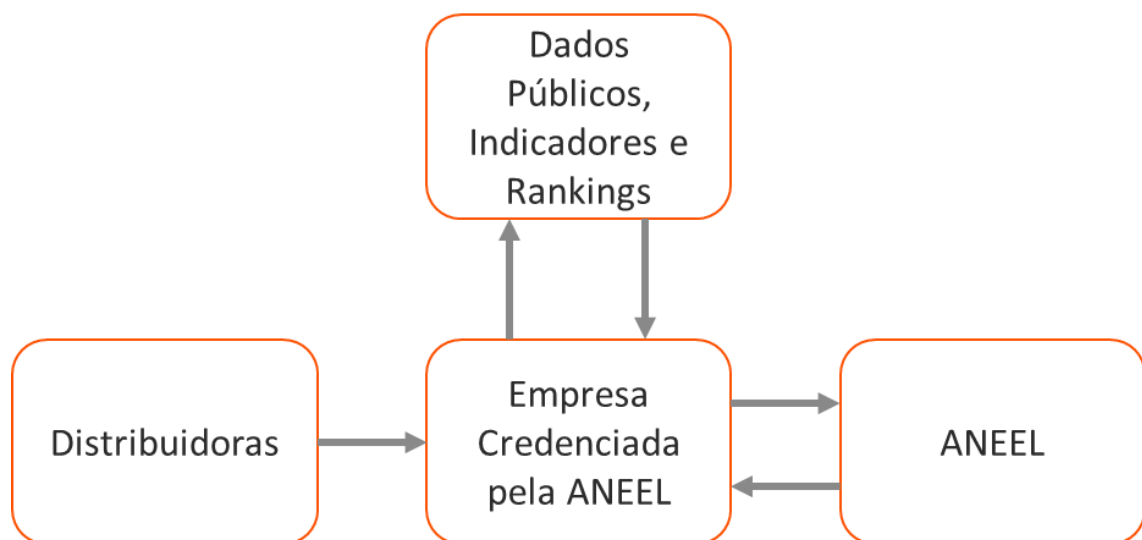 Dados
Públicos,
Indicadores e
Rankings
Distribuidoras
Empresa
Credenciada
pela ANEEL
ANEEL